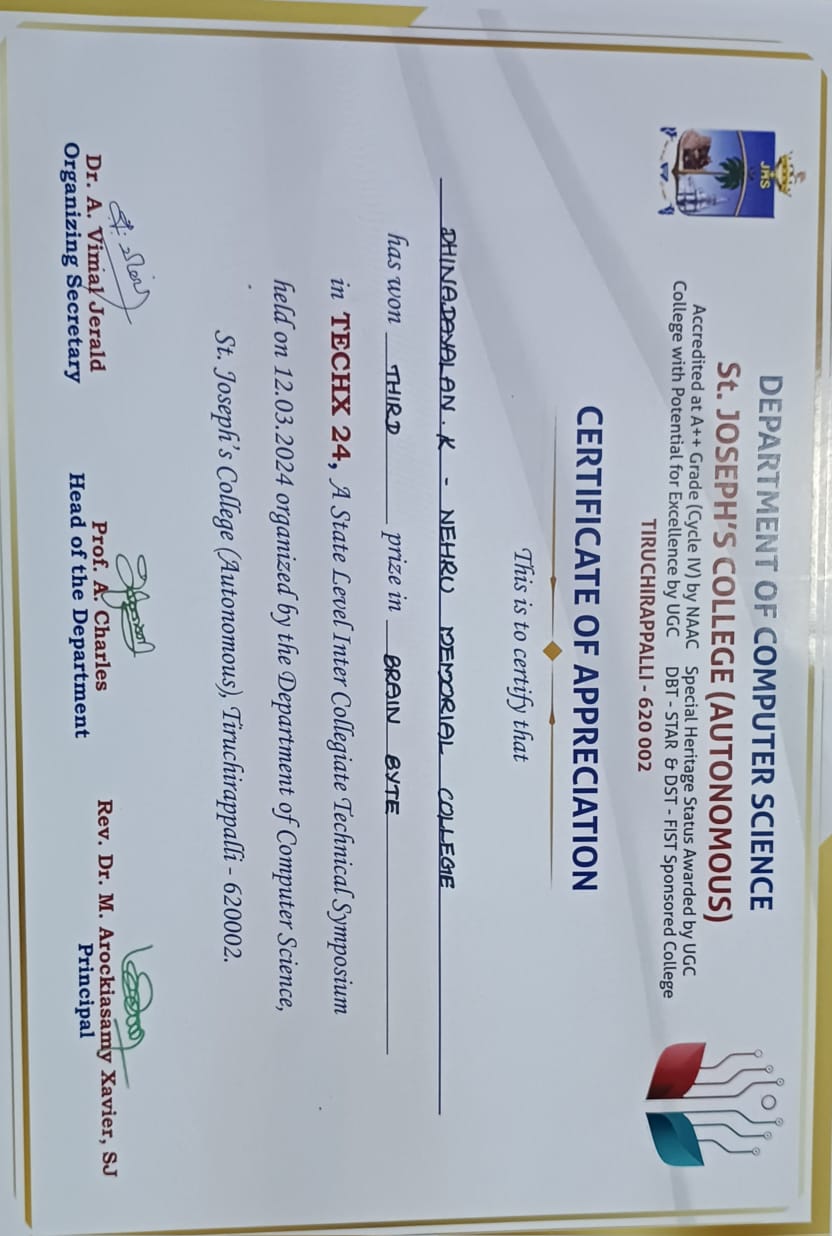 JHS
DEPARTMENT OF COMPUTER SCIENCE
St. JOSEPH'S COLLEGE (AUTONOMOUS)
Accredited at A++ Grade (Cycle IV) by NAAC Special Heritage Status Awarded by UGC
College with Potential for Excellence by UGC DBT - STAR & DST - FIST Sponsored College
TIRUCHIRAPPALLI - 620 002
CERTIFICATE OF APPRECIATION
This is to certify that
DHINADAYALAN. K - NEHRU MEMORIAL COLLEGE
has won THIRD prize in BRAIN BYTE
in TECHX 24, A State Level Inter Collegiate Technical Symposium
held on 12.03.2024 organized by the Department of Computer Science,
St. Joseph's College (Autonomous), Tiruchirappalli - 620002.
Dr. A. Vimal Jerald
Organizing Secretary
Prof. A. Charles
Head of the Department
Rev. Dr. M. Arockiasamy Xavier, SJ
Principal